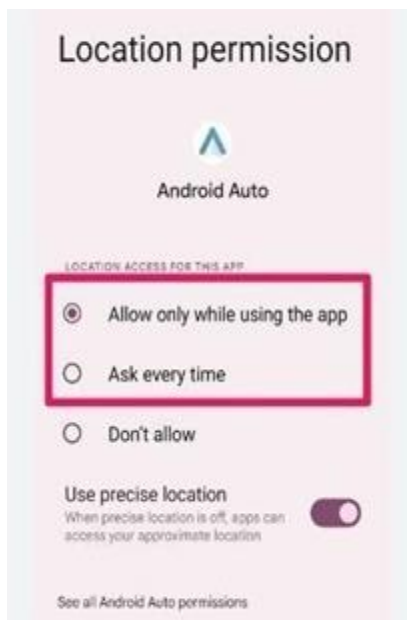 Location permission
Android Auto
LOCATION ACCESS FOR THIS APP
Allow only while using the app
Ask every time
Don't allow
Use precise location
When precise location is off, apps can
access your approximate location
See all Android Auto permissions